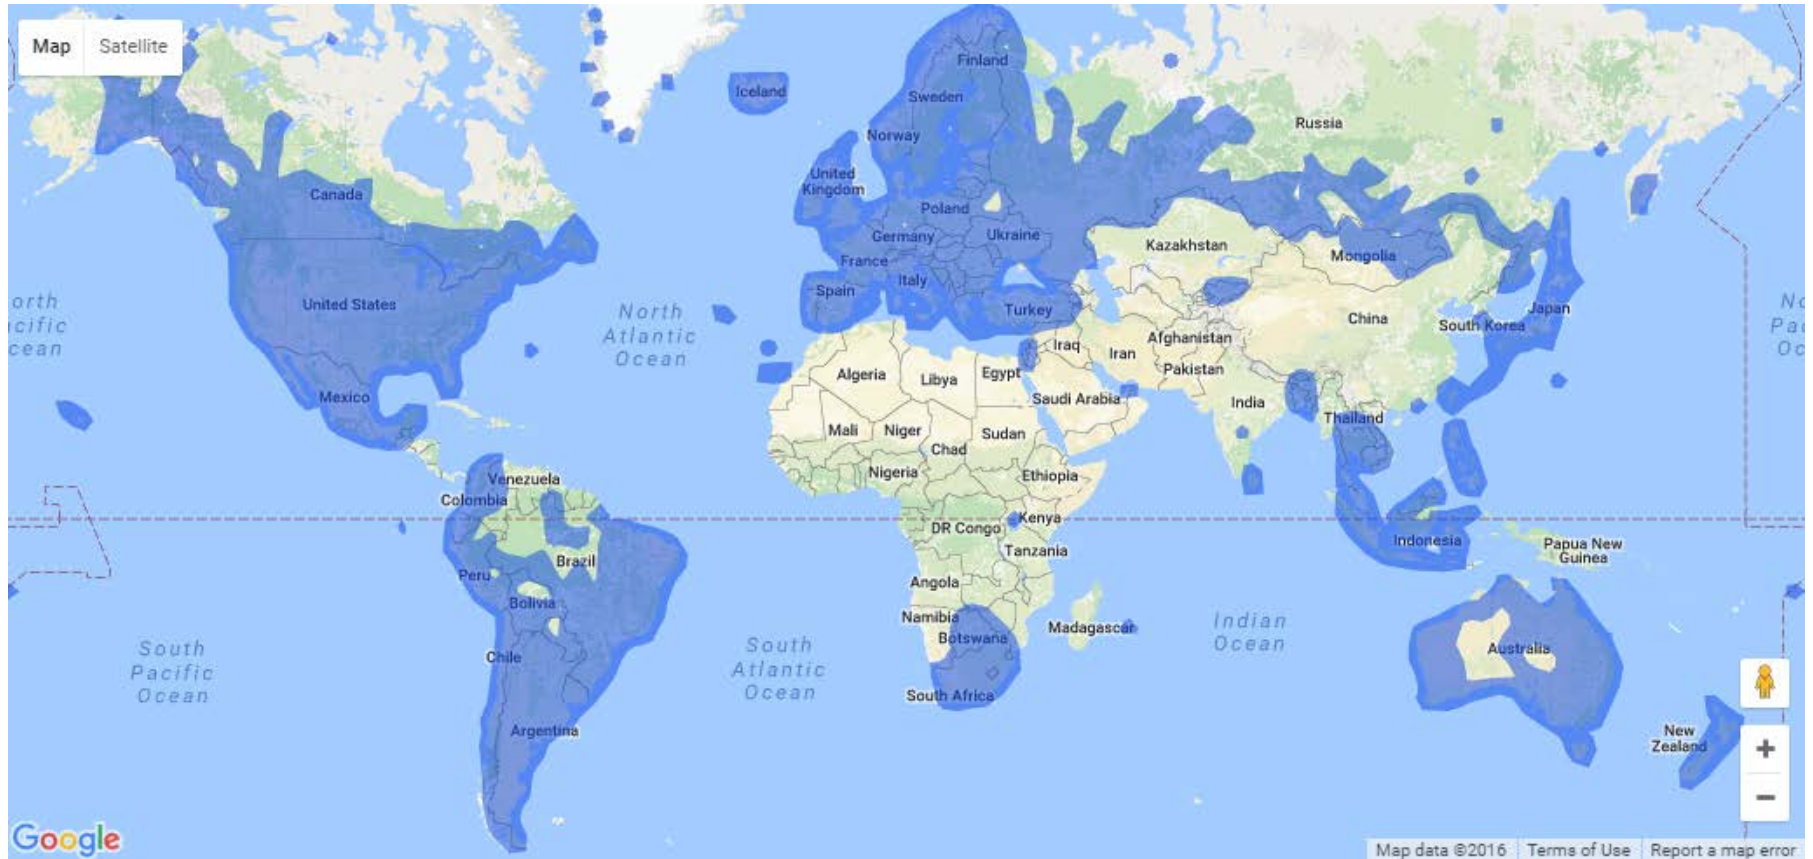 Map Satellite
Finland
Iceland
Sweden
Russia
Norway
United
Kingdom
Canada
Poland
Germany
Ukraine
Kazakhstan
France
Mongolia
Italy
Spain
United States
orth
cific
cean
North
Atlantic
Ocean
Turkey
Japan
No
Pac
Oc
China
South Korea
Iraq
Iran
Afghanistan
Pakistan
Algeria
Libya
Egypt
Mexico
Saudi Arabia
India
Thailand
Mali
Niger
Chad
Sudan
Nigeria
Ethiopia
Venezuela
Colombia
Kenya
DR Congo
Indonesia
Papua New
Guinea
Tanzania
Brazil
Peru
Angola
Bolivia
Namibia
Botswana
Madagascar
Indian
Ocean
South
Pacific
Ocean
Chile
South
Atlantic
Ocean
Australia
South Africa
Argentina
New
Zealand
+
−
Google
Map data ©2016 Terms of Use Report a map error